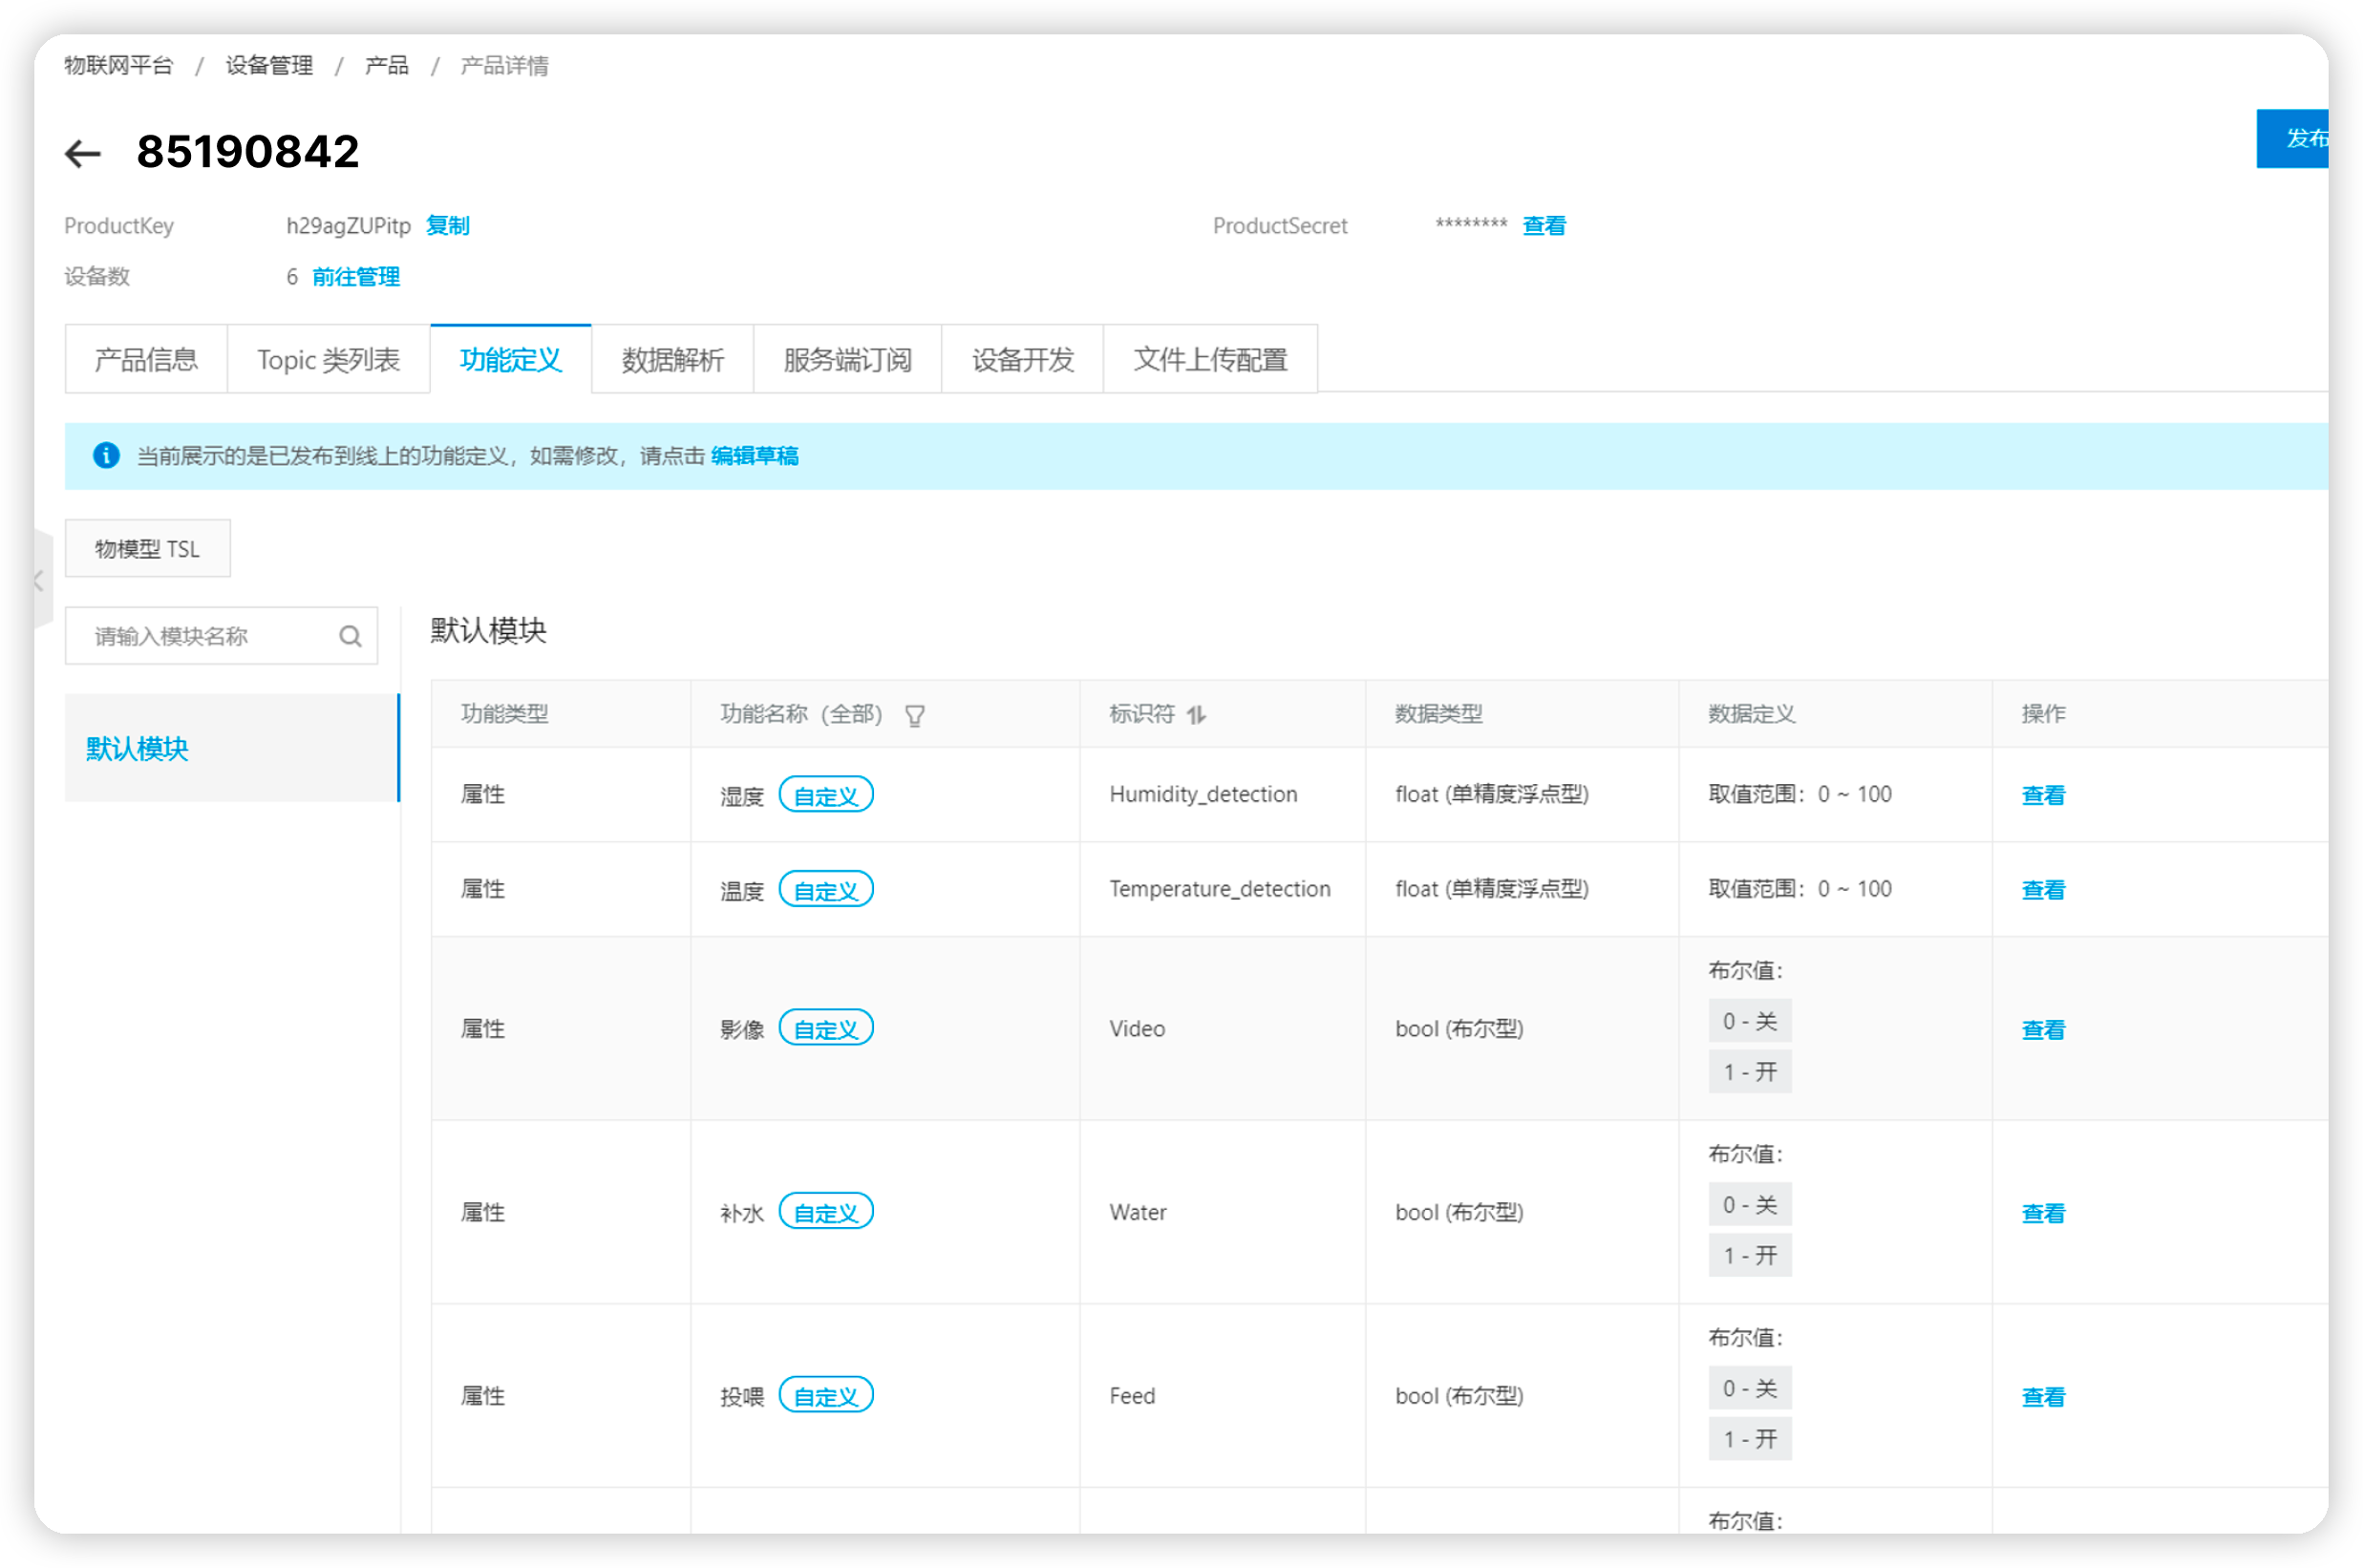 物联网平台 / 设备管理 / 产品 / 产品详情
85190842
发布
ProductKey h29agZUPitp 复制 ProductSecret ******** 查看
设备数 6 前往管理
产品信息 Topic 类列表 功能定义 数据解析 服务端订阅 设备开发 文件上传配置
当前展示的是已发布到线上的功能定义，如需修改，请点击 编辑草稿
物模型 TSL
请输入模块名称
默认模块
默认模块
功能类型 功能名称（全部） 标识符 数据类型 数据定义 操作
属性 湿度 自定义 Humidity_detection float (单精度浮点型) 取值范围：0 ~ 100 查看
属性 温度 自定义 Temperature_detection float (单精度浮点型) 取值范围：0 ~ 100 查看
布尔值：
0 - 关
属性 影像 自定义 Video bool (布尔型) 查看
1 - 开
布尔值：
0 - 关
属性 补水 自定义 Water bool (布尔型) 查看
1 - 开
布尔值：
0 - 关
属性 投喂 自定义 Feed bool (布尔型) 查看
1 - 开
布尔值：